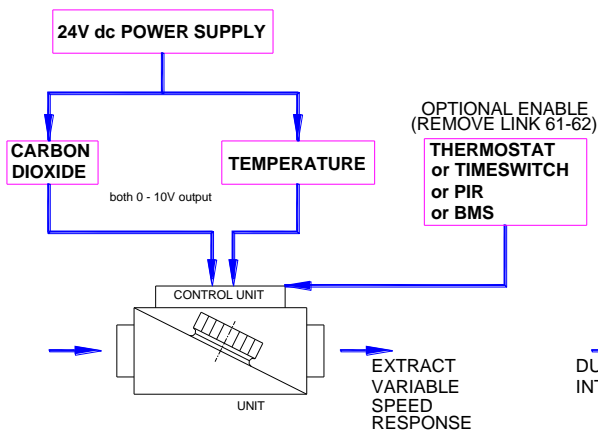 24V dc POWER SUPPLY
OPTIONAL ENABLE
(REMOVE LINK 61-62)
CARBON
DIOXIDE
TEMPERATURE
THERMOSTAT
or TIMESWITCH
or PIR
or BMS
both 0 - 10V output
CONTROL UNIT
UNIT
EXTRACT
VARIABLE
SPEED
RESPONSE